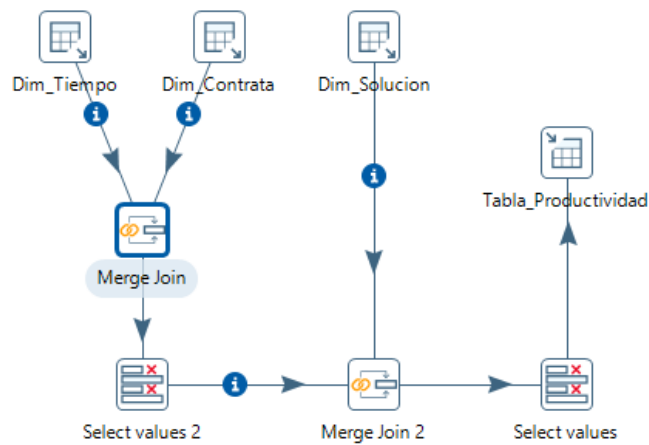 Dim_Tiempo
Dim_Contrata
Dim_Solucion
Tabla_Productividad
Merge Join
Select values 2
Merge Join 2
Select values